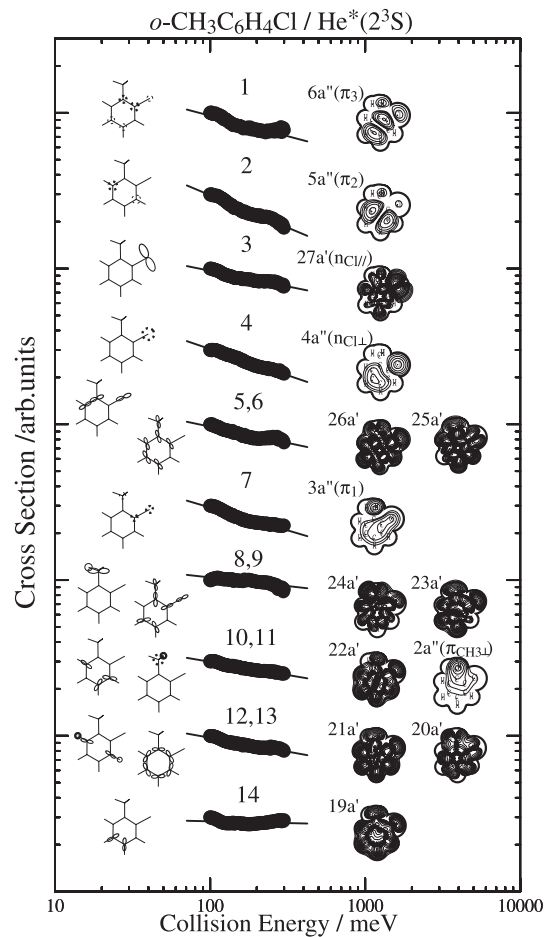 o-CH3C6H4Cl / He*(2³S)
1
6a"(π3)
2
5a"(π2)
3
27a'(nCl//)
4
4a"(nCl⊥)
5,6
26a' 25a'
7
3a"(π1)
8,9
24a' 23a'
10,11
22a' 2a"(πCH3⊥)
12,13
21a' 20a'
14
19a'
Cross Section /arb.units
10 100 1000 10000
Collision Energy / meV